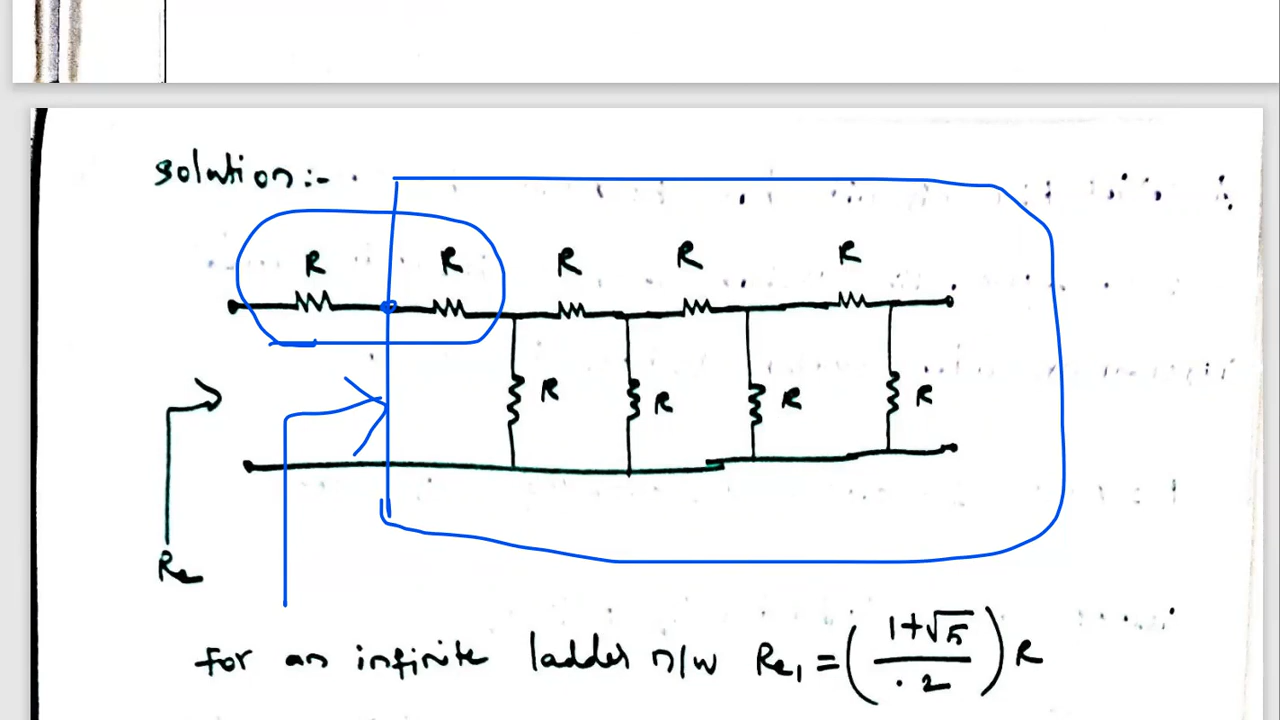 solution:-
R R R R R
R R R R
Re
for an infinite ladder n/w Re1 = (1+√5/2) R